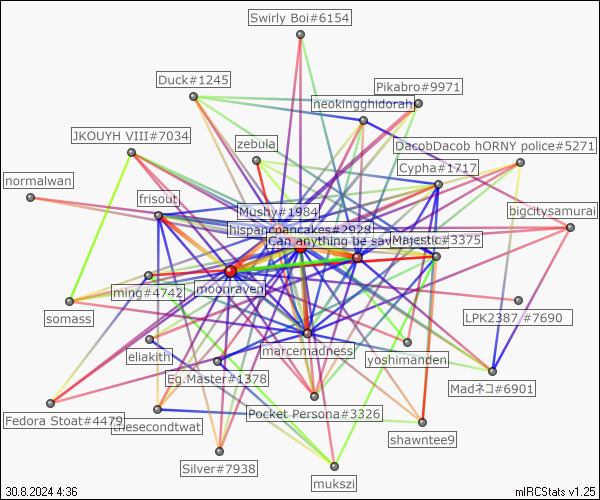 Swirly Boi#6154
Duck#1245
Pikabro#9971
neokingghidorah
JKOUYH VIII#7034
zebula
DacobDacob hORNY police#5271
Cypha#1717
normalwan
frisout
Mushy#1984
bigcitysamurai
hispancpancakes#2928
Can anything be sav
Majestic#3375
ming#4742
moonraven
somass
LPK2387 #7690
eliakith
marcemadness
yoshimanden
Eg.Master#1378
Madネコ#6901
Pocket Persona#3326
Fedora Stoat#4479
thesecondtwat
shawntee9
Silver#7938
mukszi
30.8.2024 4:36
mIRCStats v1.25